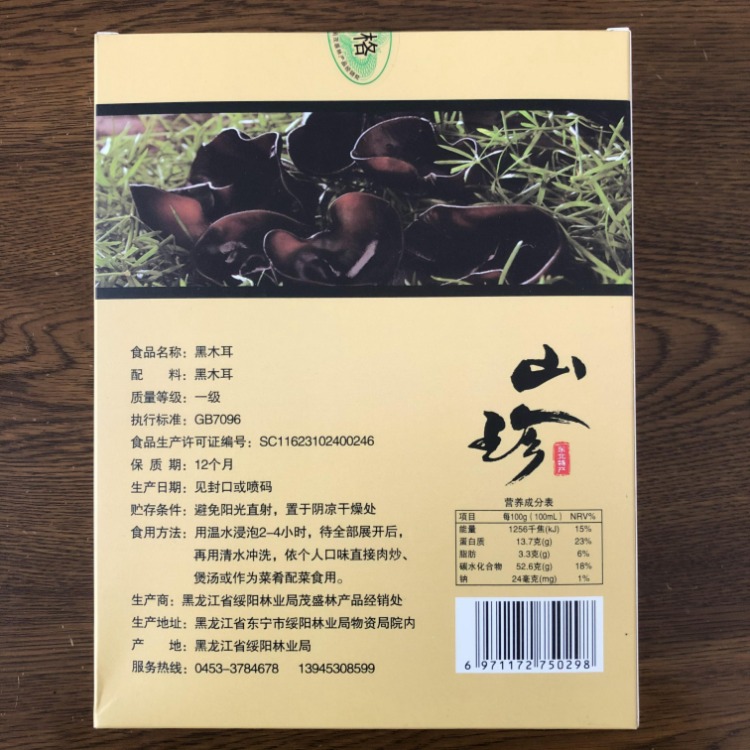 格
食品名称：黑木耳
配　　料：黑木耳
质量等级：一级
执行标准：GB7096
食品生产许可证编号：SC11623102400246
保 质 期：12个月
生产日期：见封口或喷码
贮存条件：避免阳光直射，置于阴凉干燥处
食用方法：用温水浸泡2-4小时，待全部展开后，
再用清水冲洗，依个人口味直接肉炒、
煲汤或作为菜肴配菜食用。
生产商：黑龙江省绥阳林业局茂盛林产品经销处
生产地址：黑龙江省东宁市绥阳林业局物资局院内
产　　地：黑龙江省绥阳林业局
服务热线：0453-3784678　13945308599
山
珍
东北特产
营养成分表
项目 每100g（100mL） NRV%
能量 1256千焦(kJ) 15%
蛋白质 13.7克(g) 23%
脂肪 3.3克(g) 6%
碳水化合物 52.6克(g) 18%
钠 24毫克(mg) 1%
6 971172 750298